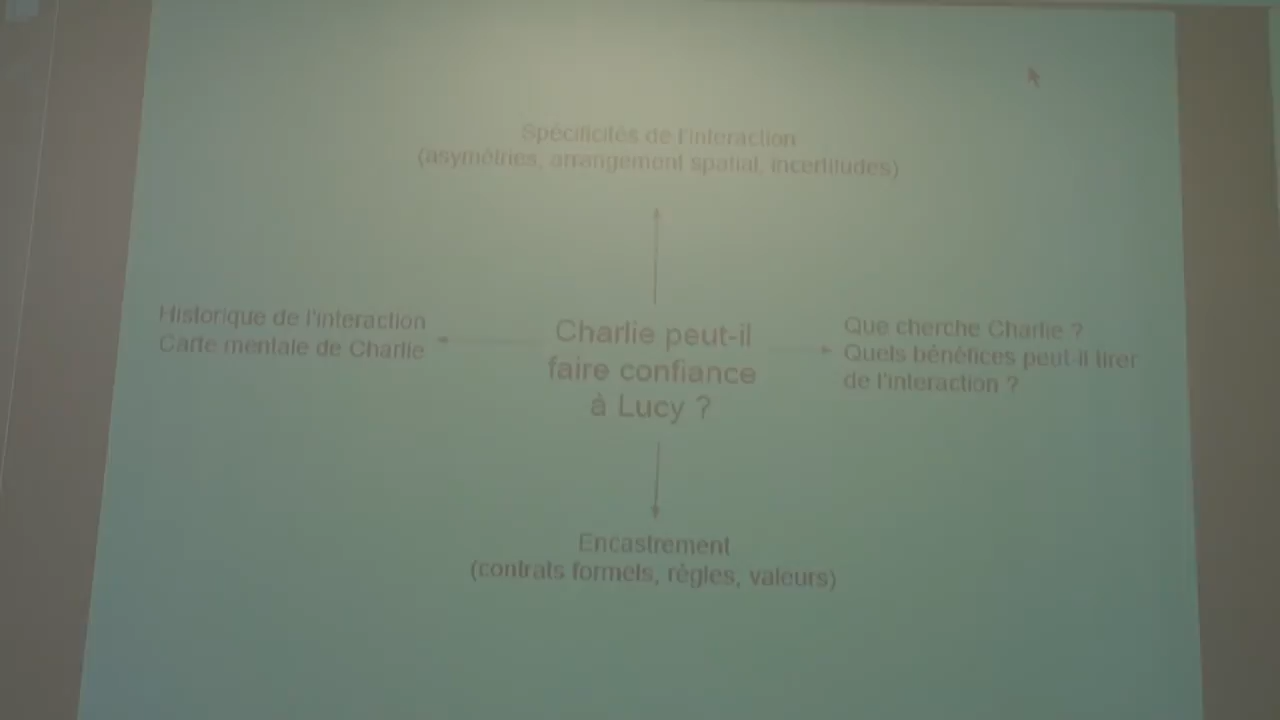 Spécificités de l'interaction
(asymétries, arrangement spatial, incertitudes)
Historique de l'interaction
Carte mentale de Charlie
Charlie peut-il
faire confiance
à Lucy ?
Que cherche Charlie ?
Quels bénéfices peut-il tirer
de l'interaction ?
Encastrement
(contrats formels, règles, valeurs)